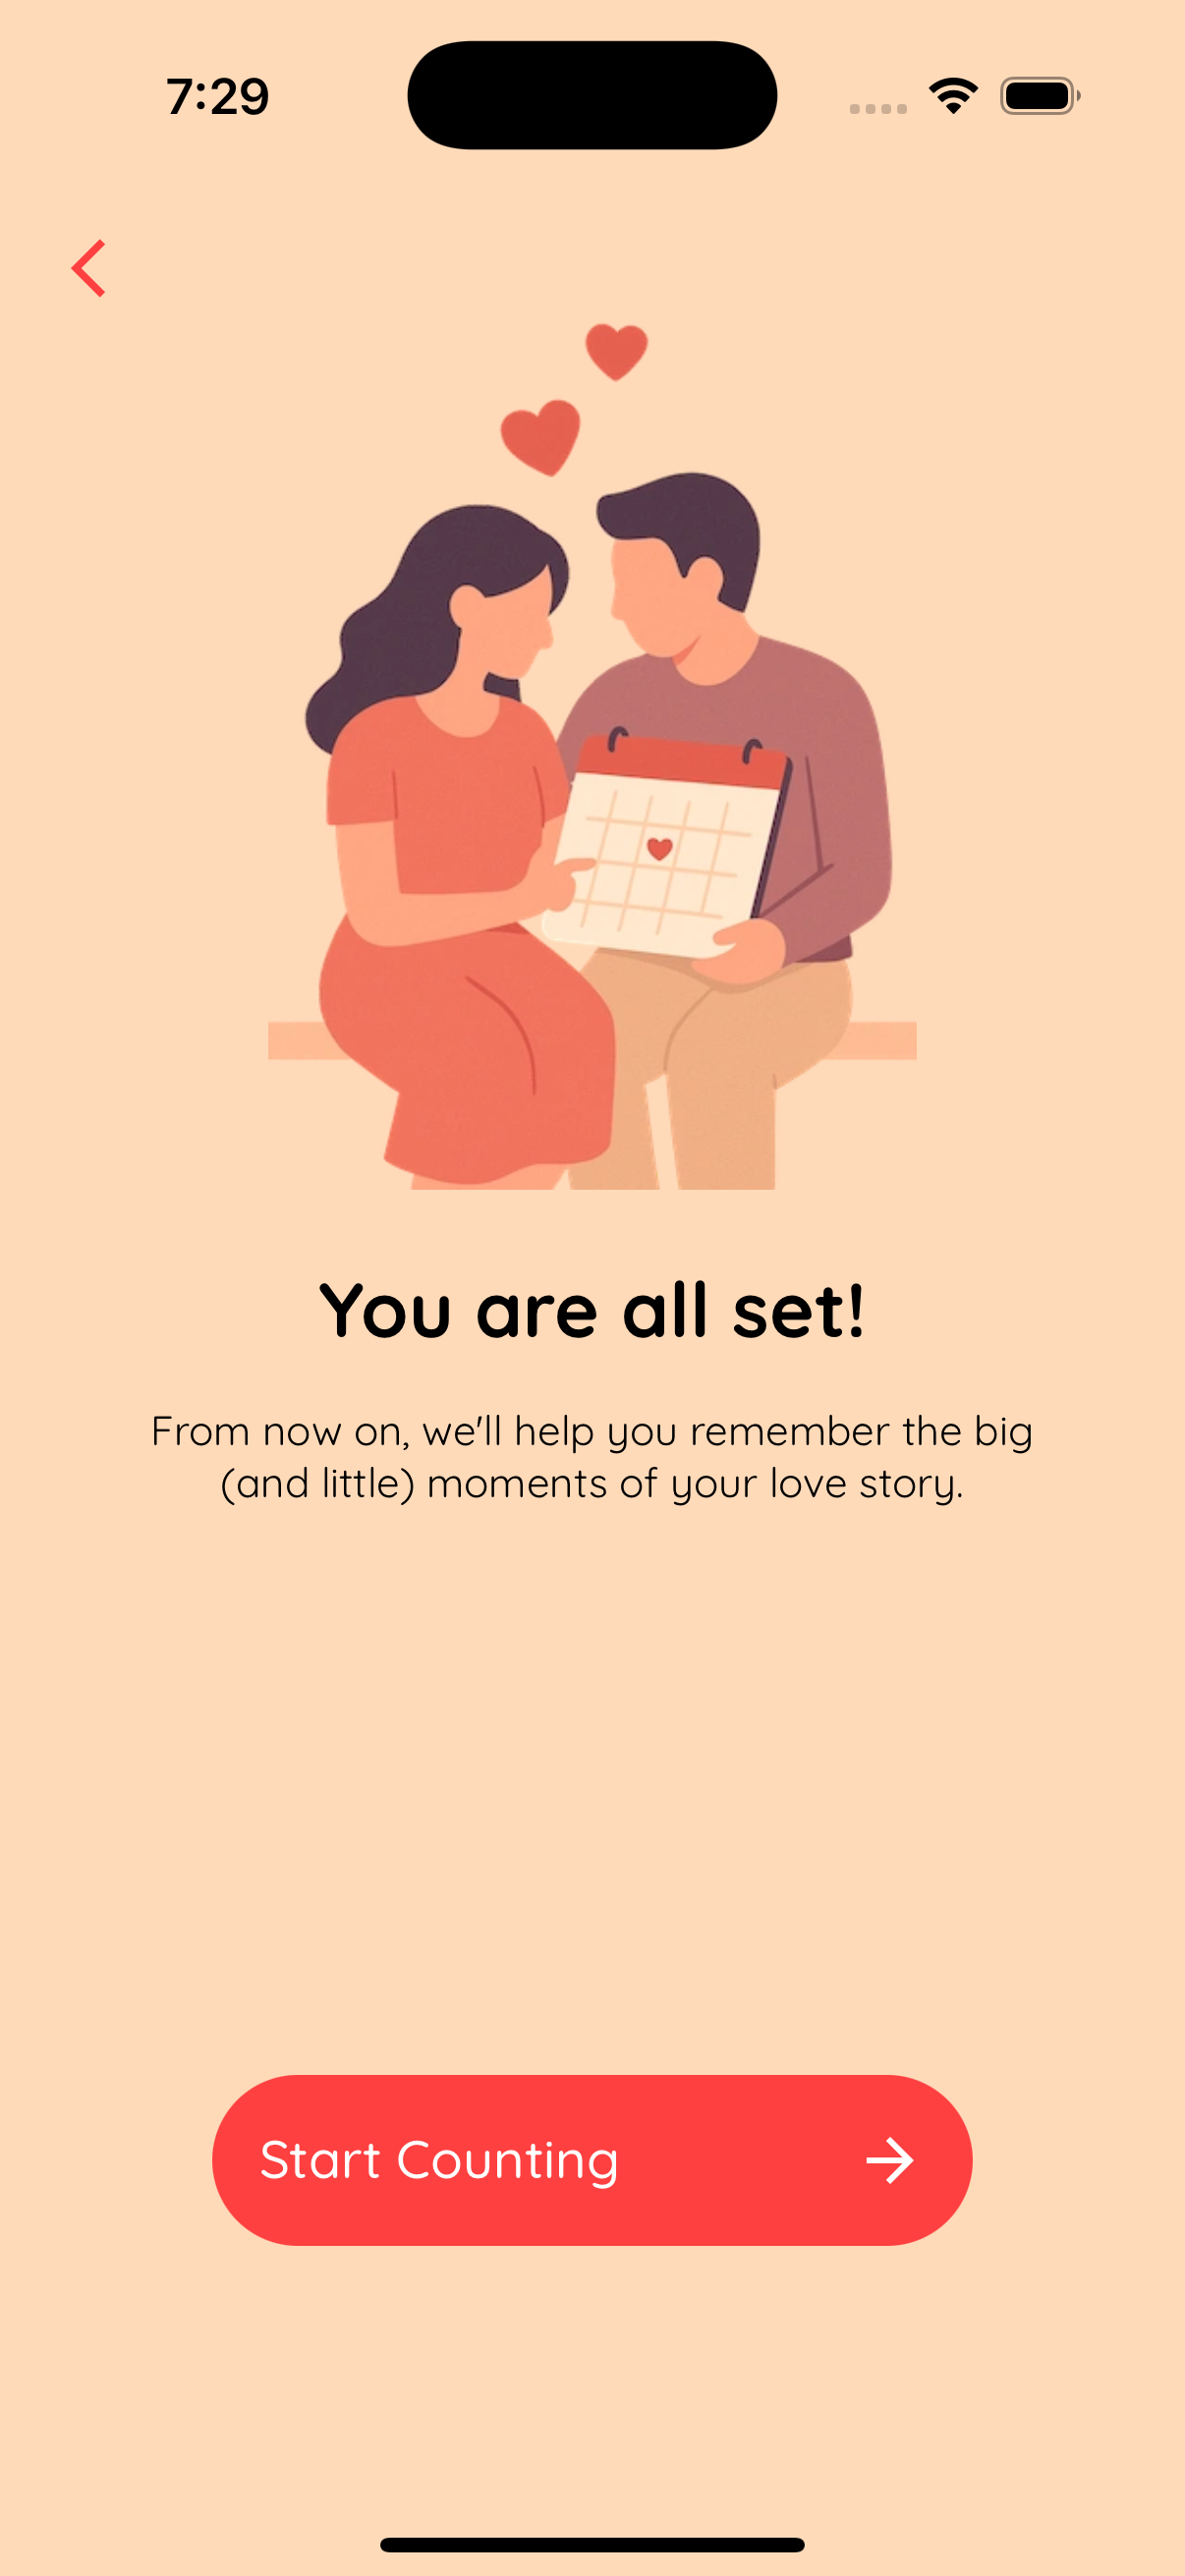 7:29
You are all set!
From now on, we'll help you remember the big
(and little) moments of your love story.
Start Counting